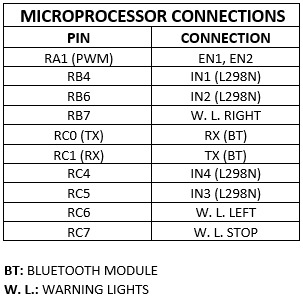 MICROPROCESSOR CONNECTIONS
PIN CONNECTION
RA1 (PWM) EN1, EN2
RB4 IN1 (L298N)
RB6 IN2 (L298N)
RB7 W. L. RIGHT
RC0 (TX) RX (BT)
RC1 (RX) TX (BT)
RC4 IN4 (L298N)
RC5 IN3 (L298N)
RC6 W. L. LEFT
RC7 W. L. STOP
BT: BLUETOOTH MODULE
W. L.: WARNING LIGHTS